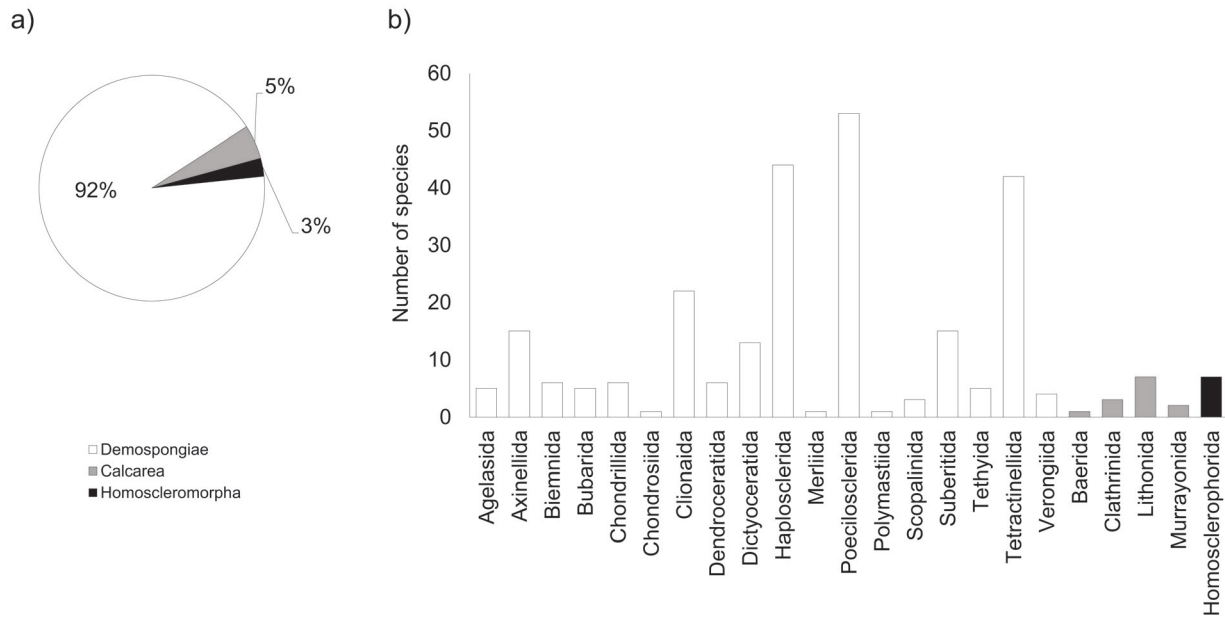 a)
5%
92%
3%
Demospongiae
Calcarea
Homoscleromorpha
b)
Number of species
60
50
40
30
20
10
0
Agelasida
Axinellida
Biemnida
Bubarida
Chondrillida
Chondrosiida
Clionaida
Dendroceratida
Dictyoceratida
Haplosclerida
Merliida
Poecilosclerida
Polymastiida
Scopalinida
Suberitida
Tethyida
Tetractinellida
Verongiida
Baerida
Clathrinida
Lithonida
Murrayonida
Homosclerophorida